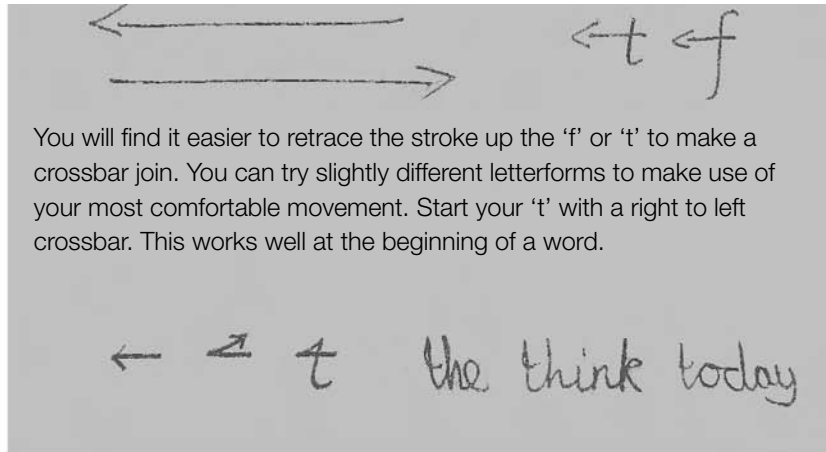 t f
You will find it easier to retrace the stroke up the ‘f’ or ‘t’ to make a
crossbar join. You can try slightly different letterforms to make use of
your most comfortable movement. Start your ‘t’ with a right to left
crossbar. This works well at the beginning of a word.
t the think today